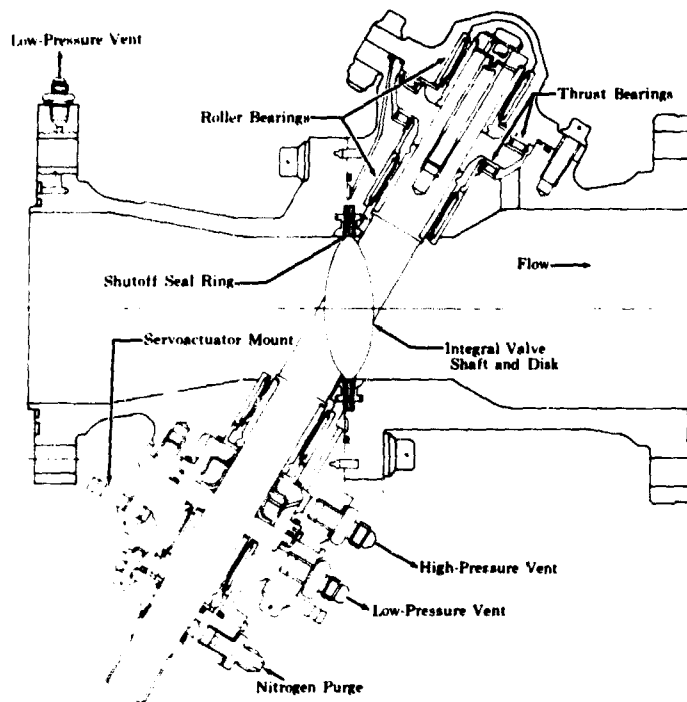 Low-Pressure Vent
Roller Bearings
Thrust Bearings
Shutoff Seal Ring
Flow
Servoactuator Mount
Integral Valve
Shaft and Disk
High-Pressure Vent
Low-Pressure Vent
Nitrogen Purge